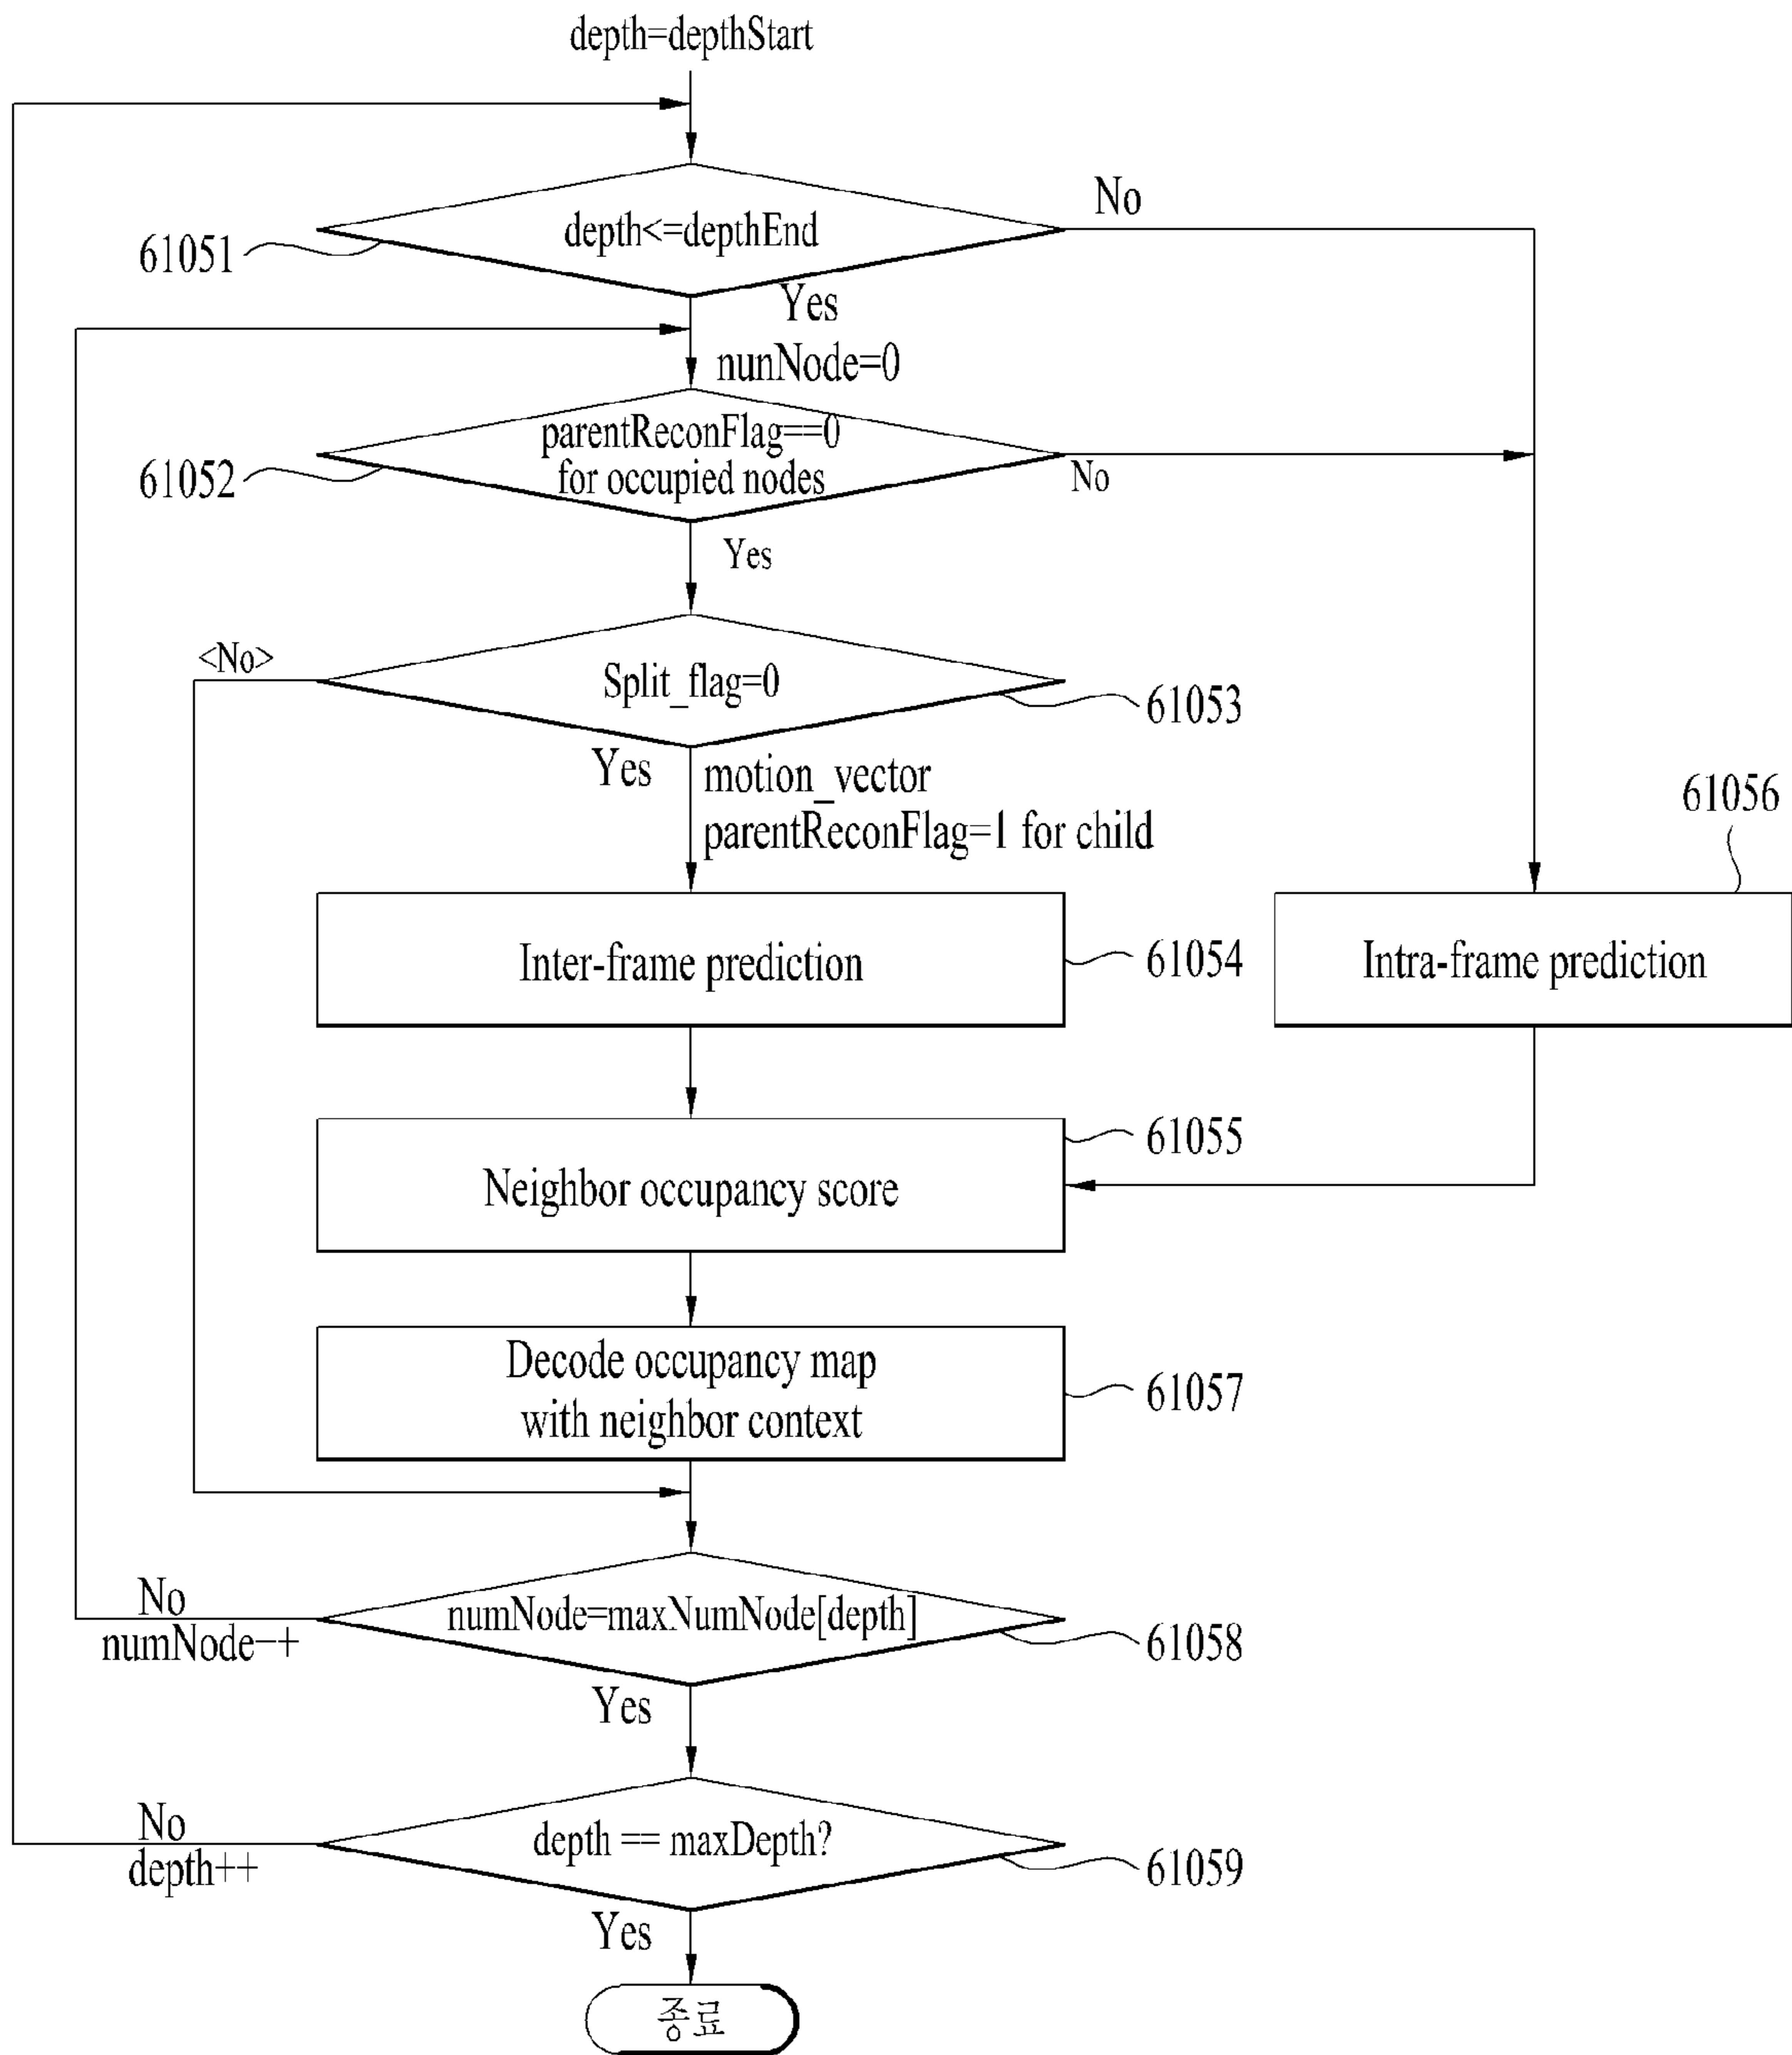 depth=depthStart
depth<=depthEnd
No
61051
Yes
nunNode=0
parentReconFlag==0
for occupied nodes
61052
No
Yes
<No>
Split_flag=0
61053
Yes
motion_vector
parentReconFlag=1 for child
61056
Inter-frame prediction
61054
Intra-frame prediction
61055
Neighbor occupancy score
Decode occupancy map
with neighbor context
61057
No
numNode++
numNode=maxNumNode[depth]
61058
Yes
No
depth++
depth == maxDepth?
61059
Yes
종료